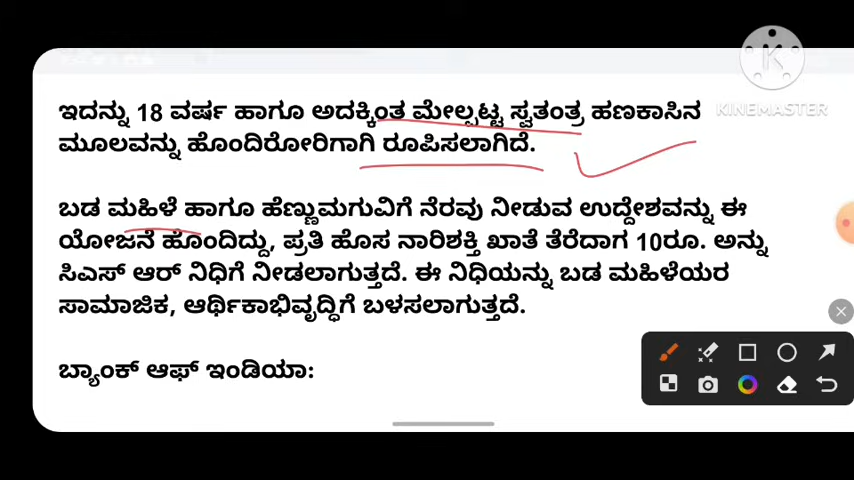 KINEMASTER
ಇದನ್ನು 18 ವರ್ಷ ಹಾಗೂ ಅದಕ್ಕಿಂತ ಮೇಲ್ಪಟ್ಟ ಸ್ವತಂತ್ರ ಹಣಕಾಸಿನ
ಮೂಲವನ್ನು ಹೊಂದಿರೋರಿಗಾಗಿ ರೂಪಿಸಲಾಗಿದೆ.
ಬಡ ಮಹಿಳೆ ಹಾಗೂ ಹೆಣ್ಣುಮಗುವಿಗೆ ನೆರವು ನೀಡುವ ಉದ್ದೇಶವನ್ನು ಈ
ಯೋಜನೆ ಹೊಂದಿದ್ದು, ಪ್ರತಿ ಹೊಸ ನಾರಿಶಕ್ತಿ ಖಾತೆ ತೆರೆದಾಗ 10ರೂ. ಅನ್ನು
ಸಿಎಸ್ ಆರ್ ನಿಧಿಗೆ ನೀಡಲಾಗುತ್ತದೆ. ಈ ನಿಧಿಯನ್ನು ಬಡ ಮಹಿಳೆಯರ
ಸಾಮಾಜಿಕ, ಆರ್ಥಿಕಾಭಿವೃದ್ಧಿಗೆ ಬಳಸಲಾಗುತ್ತದೆ.
ಬ್ಯಾಂಕ್ ಆಫ್ ಇಂಡಿಯಾ: